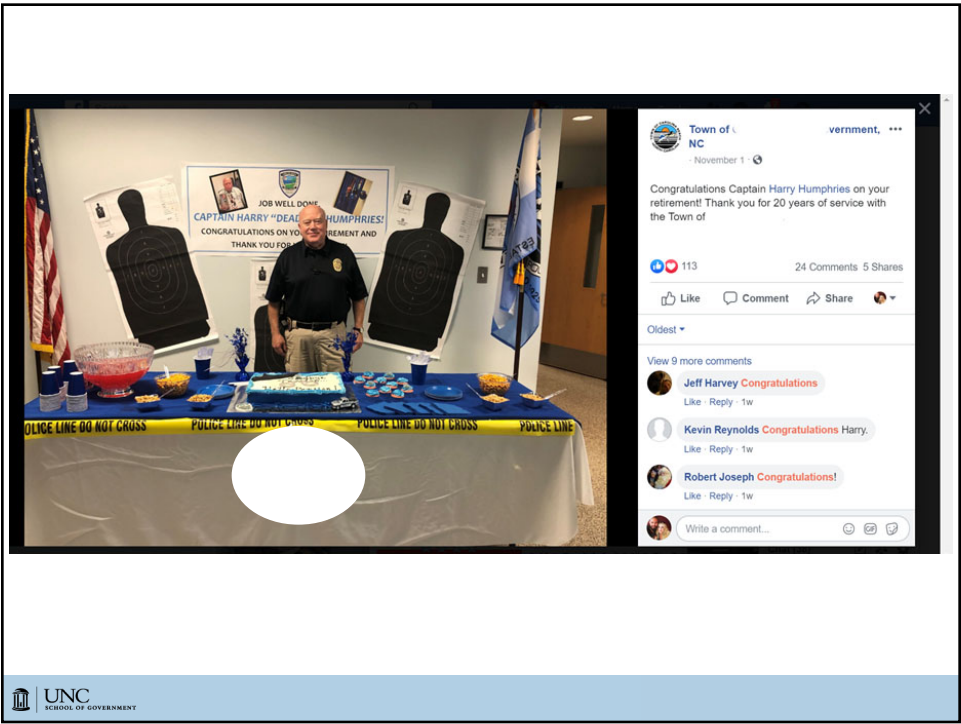 JOB WELL DONE
CAPTAIN HARRY "DEAD HUMPHRIES!
CONGRATULATIONS ON YO REMENT AND
THANK YOU FOR
OLICE LINE DO NOT CROSS POLICE LINE DO NOT CROSS POLICE LINE DO NOT CROSS POLICE LINE
Town of vernment, ...
NC
· November 1 ·
Congratulations Captain Harry Humphries on your
retirement! Thank you for 20 years of service with
the Town of
113 24 Comments 5 Shares
Like Comment Share
Oldest
View 9 more comments
Jeff Harvey Congratulations
Like · Reply · 1w
Kevin Reynolds Congratulations Harry.
Like · Reply · 1w
Robert Joseph Congratulations!
Like · Reply · 1w
Write a comment...
GIF
UNC
SCHOOL OF GOVERNMENT